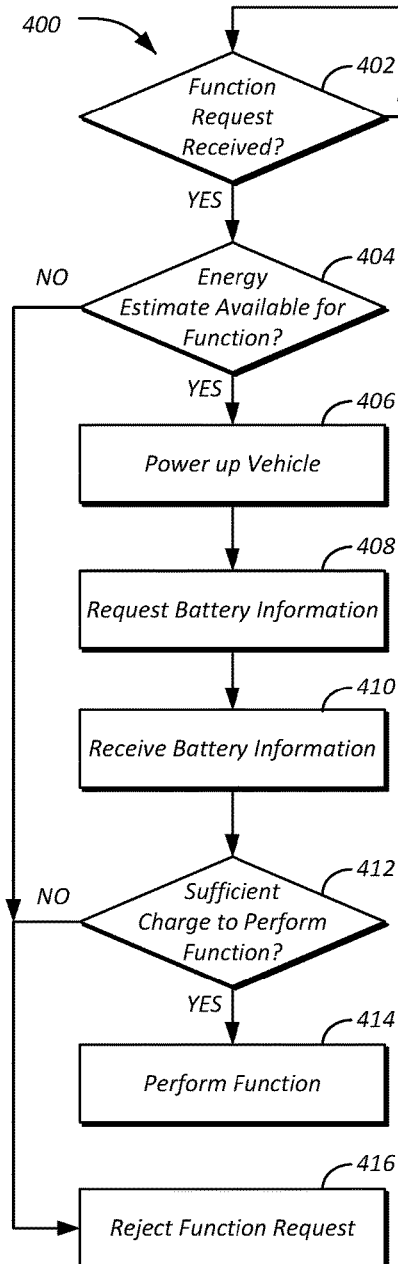 400
402
Function
Request
Received?
YES
404
NO
Energy
Estimate Available for
Function?
YES
406
Power up Vehicle
408
Request Battery Information
410
Receive Battery Information
412
NO
Sufficient
Charge to Perform
Function?
YES
414
Perform Function
416
Reject Function Request